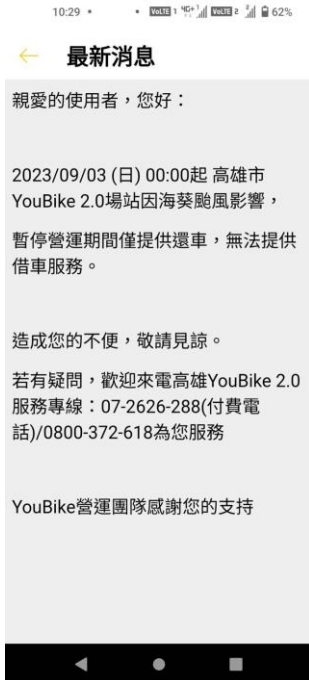 10:29
VoLTE 1 4G+ VoLTE 2 62%
最新消息
親愛的使用者，您好：
2023/09/03 (日) 00:00起 高雄市
YouBike 2.0場站因海葵颱風影響，
暫停營運期間僅提供還車，無法提供
借車服務。
造成您的不便，敬請見諒。
若有疑問，歡迎來電高雄YouBike 2.0
服務專線：07-2626-288(付費電
話)/0800-372-618為您服務
YouBike營運團隊感謝您的支持